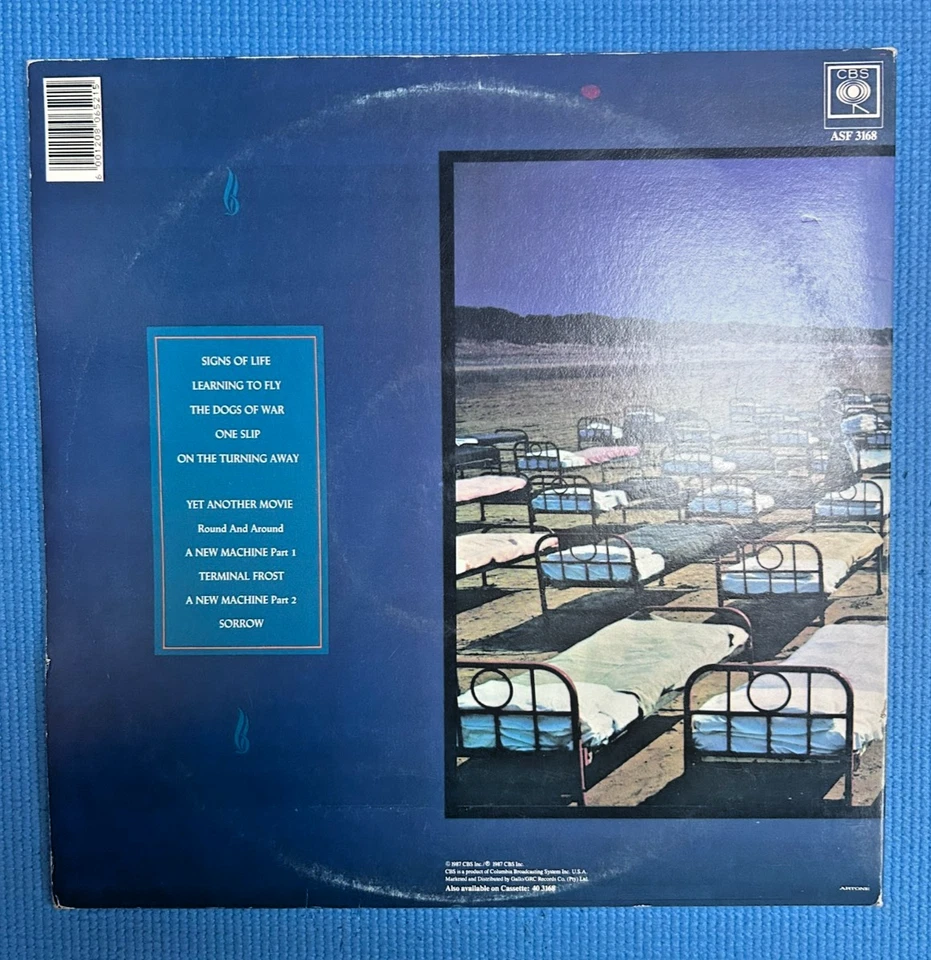 6 001208 065215
CBS
ASF 3168
SIGNS OF LIFE
LEARNING TO FLY
THE DOGS OF WAR
ONE SLIP
ON THE TURNING AWAY
YET ANOTHER MOVIE
Round And Around
A NEW MACHINE Part 1
TERMINAL FROST
A NEW MACHINE Part 2
SORROW
© 1987 CBS Inc./℗ 1987 CBS Inc.
CBS is a product of Columbia Broadcasting System Inc. U.S.A.
Marketed and Distributed by Gallo/GRC Records Co. (Pty) Ltd.
Also available on Cassette: 40 3168
ARTONE